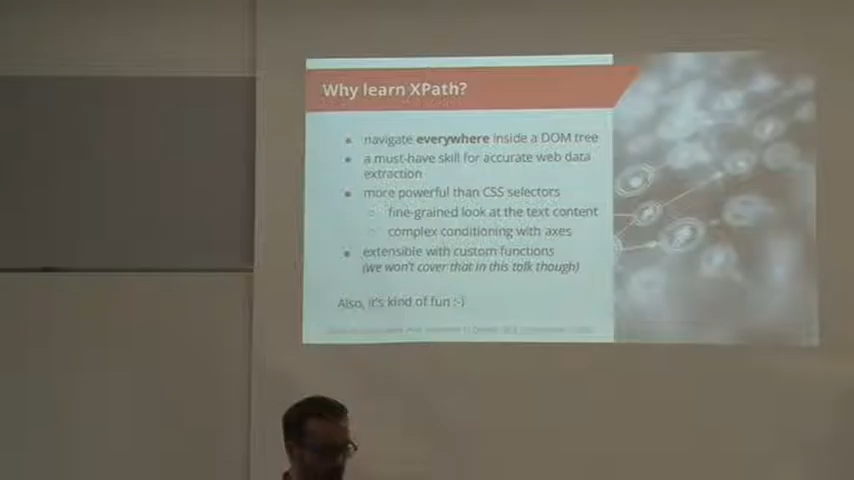 Why learn XPath?
navigate everywhere inside a DOM tree
a must-have skill for accurate web data
extraction
more powerful than CSS selectors
fine-grained look at the text content
complex conditioning with axes
extensible with custom functions
(we won't cover that in this talk though)
Also, it's kind of fun :-)